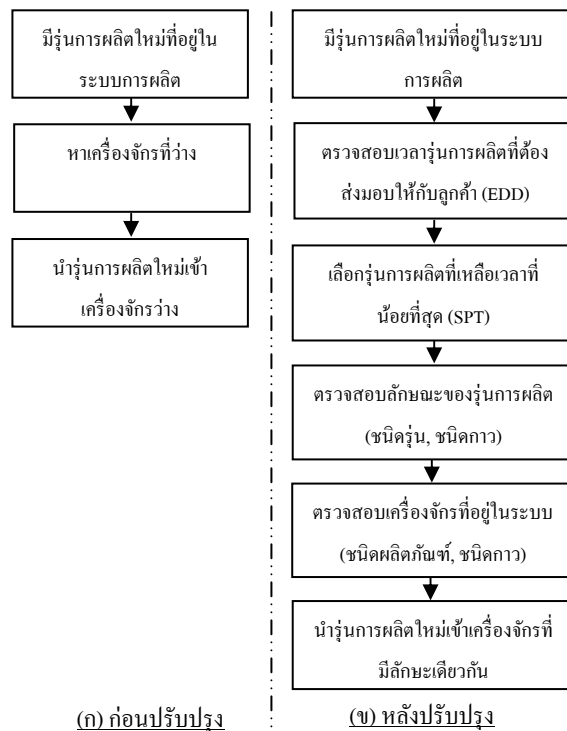 มีรุ่นการผลิตใหม่ที่อยู่ใน
ระบบการผลิต
หาเครื่องจักรที่ว่าง
นำรุ่นการผลิตใหม่เข้า
เครื่องจักรว่าง
(ก) ก่อนปรับปรุง
มีรุ่นการผลิตใหม่ที่อยู่ในระบบ
การผลิต
ตรวจสอบเวลารุ่นการผลิตที่ต้อง
ส่งมอบให้กับลูกค้า (EDD)
เลือกรุ่นการผลิตที่เหลือเวลาที่
น้อยที่สุด (SPT)
ตรวจสอบลักษณะของรุ่นการผลิต
(ชนิดรุ่น, ชนิดกาว)
ตรวจสอบเครื่องจักรที่อยู่ในระบบ
(ชนิดผลิตภัณฑ์, ชนิดกาว)
นำรุ่นการผลิตใหม่เข้าเครื่องจักรที่
มีลักษะเดียวกัน
(ข) หลังปรับปรุง